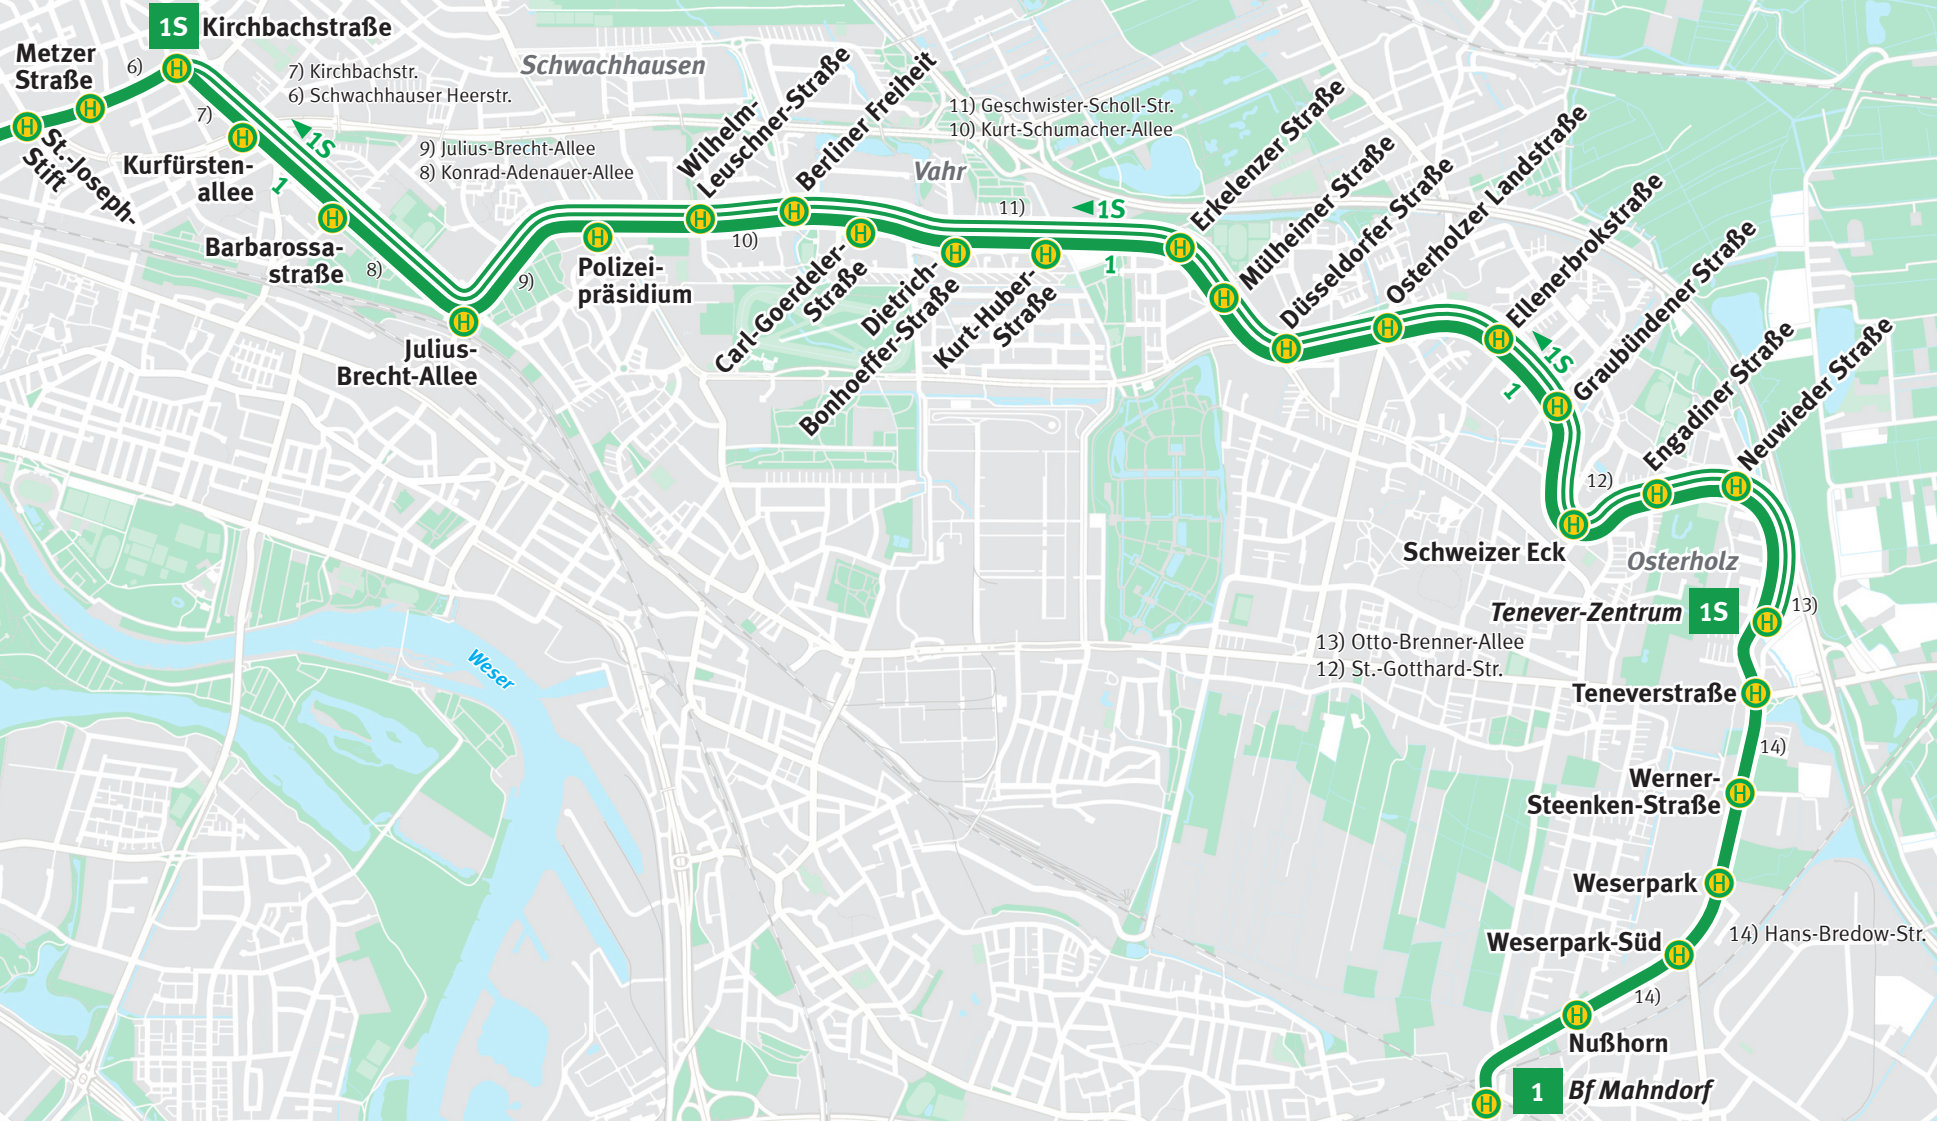 1S Kirchbachstraße
Metzer
Straße
6)
7) Kirchbachstr.
6) Schwachhauser Heerstr.
Schwachhausen
7)
St.-Joseph-
Stift
1S
Kurfürsten-
allee
1
9) Julius-Brecht-Allee
8) Konrad-Adenauer-Allee
Barbarossa-
straße
8)
Julius-
Brecht-Allee
9)
Polizei-
präsidium
Wilhelm-
Leuschner-Straße
10)
Berliner Freiheit
Vahr
11) Geschwister-Scholl-Str.
10) Kurt-Schumacher-Allee
Carl-Goerdeler-
Straße
Dietrich-
Bonhoeffer-Straße
Kurt-Huber-
Straße
11)
1S
1
Erkelenzer Straße
Mülheimer Straße
Düsseldorfer Straße
Osterholzer Landstraße
Ellenerbrokstraße
1S
1
Graubündener Straße
12)
Schweizer Eck
Engadiner Straße
Neuwieder Straße
Osterholz
Tenever-Zentrum 1S
13)
13) Otto-Brenner-Allee
12) St.-Gotthard-Str.
Weser
Teneverstraße
14)
Werner-
Steenken-Straße
Weserpark
14) Hans-Bredow-Str.
Weserpark-Süd
14)
Nußhorn
1 Bf Mahndorf